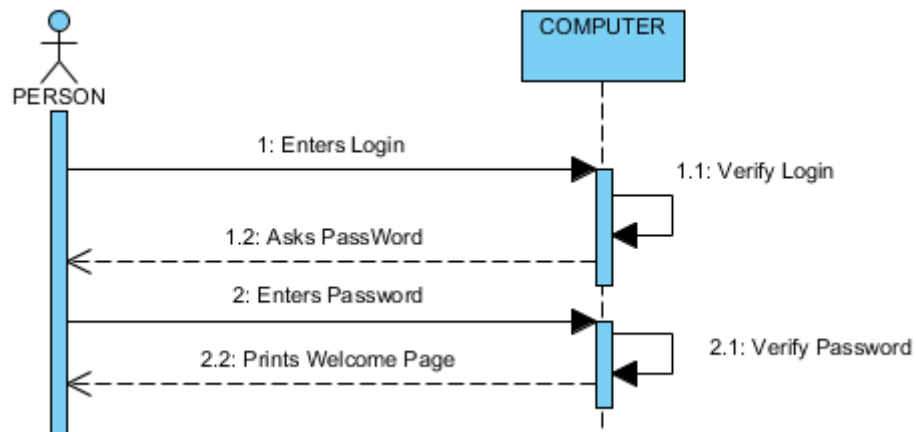 COMPUTER
PERSON
1: Enters Login
1.1: Verify Login
1.2: Asks PassWord
2: Enters Password
2.1: Verify Password
2.2: Prints Welcome Page